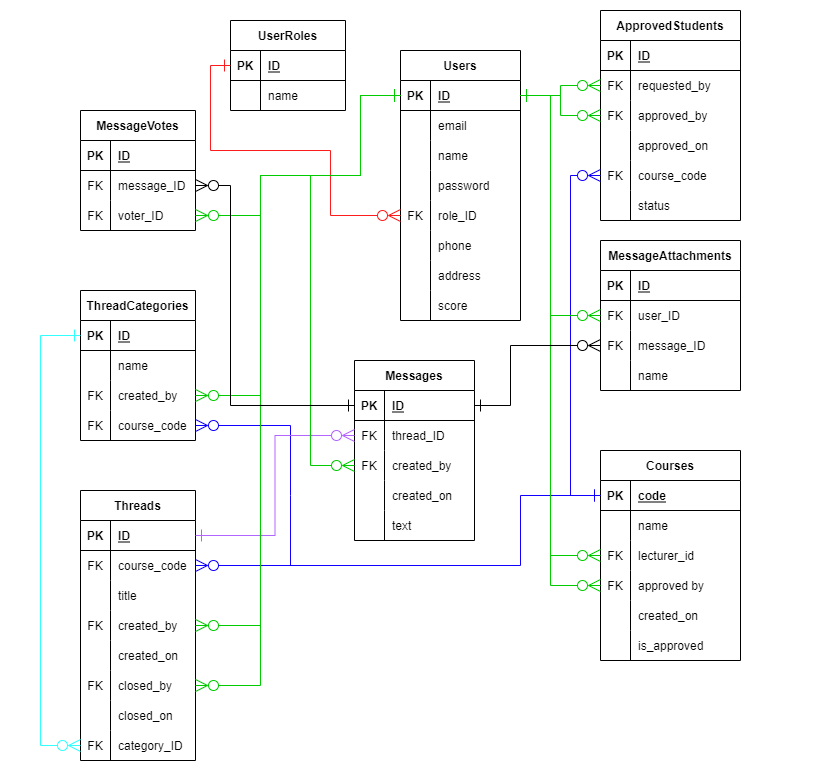 UserRoles
PK ID
name
Users
PK ID
email
name
password
FK role_ID
phone
address
score
ApprovedStudents
PK ID
FK requested_by
FK approved_by
approved_on
FK course_code
status
MessageVotes
PK ID
FK message_ID
FK voter_ID
MessageAttachments
PK ID
FK user_ID
FK message_ID
name
ThreadCategories
PK ID
name
FK created_by
FK course_code
Messages
PK ID
FK thread_ID
FK created_by
created_on
text
Courses
PK code
name
FK lecturer_id
FK approved by
created_on
is_approved
Threads
PK ID
FK course_code
title
FK created_by
created_on
FK closed_by
closed_on
FK category_ID